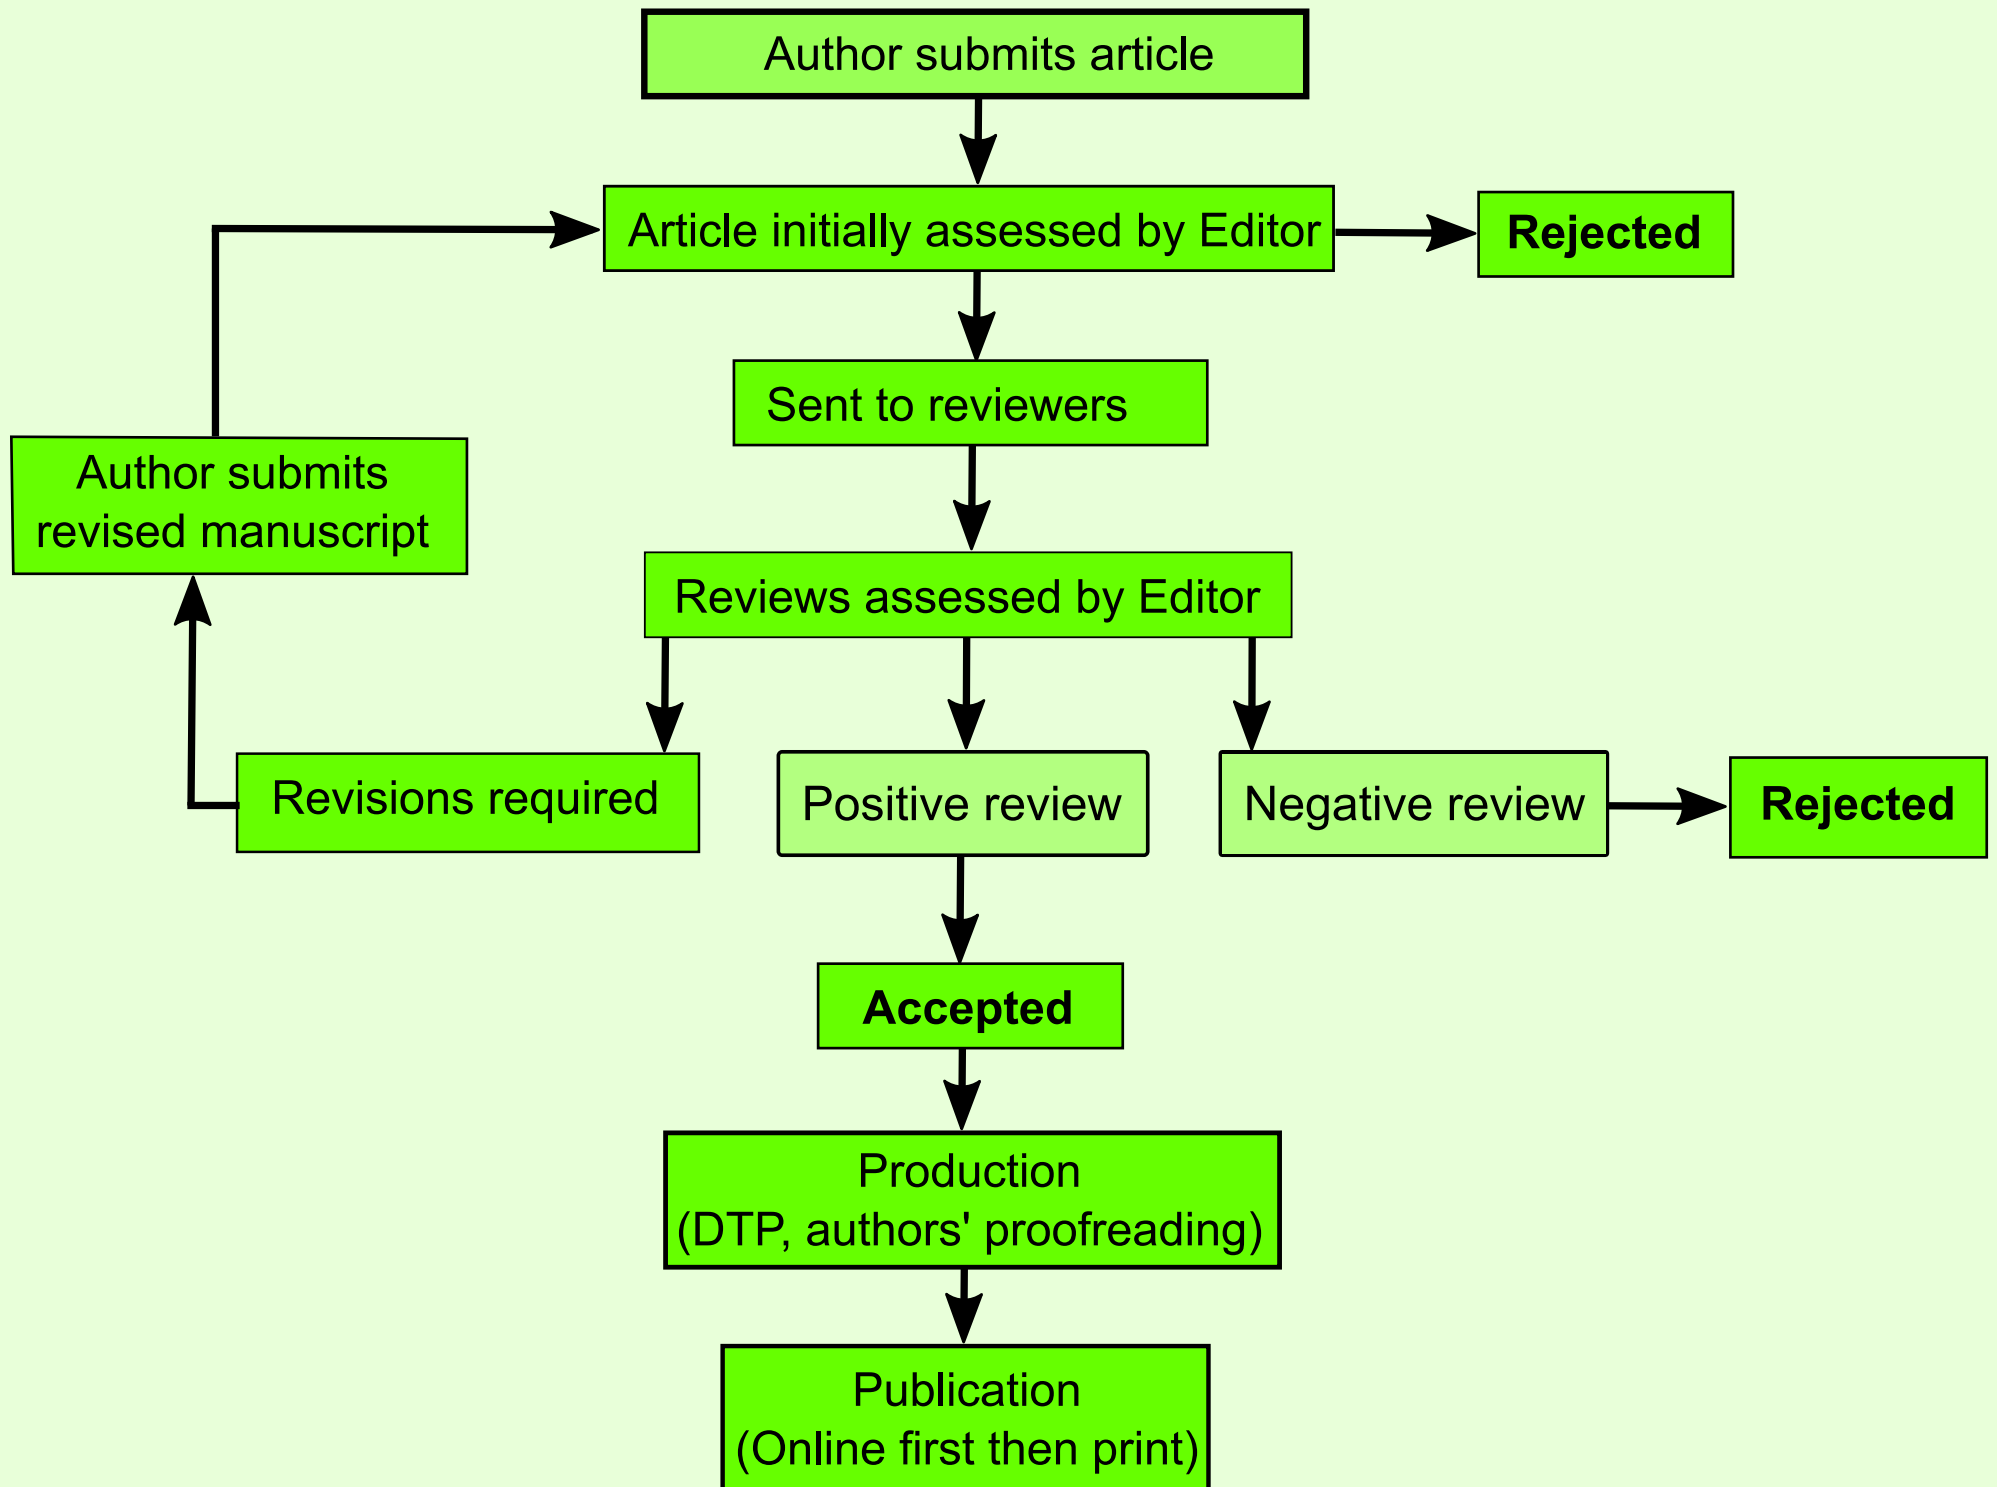 Author submits article
Article initially assessed by Editor
Rejected
Sent to reviewers
Author submits
revised manuscript
Reviews assessed by Editor
Revisions required
Positive review
Negative review
Rejected
Accepted
Production
(DTP, authors' proofreading)
Publication
(Online first then print)